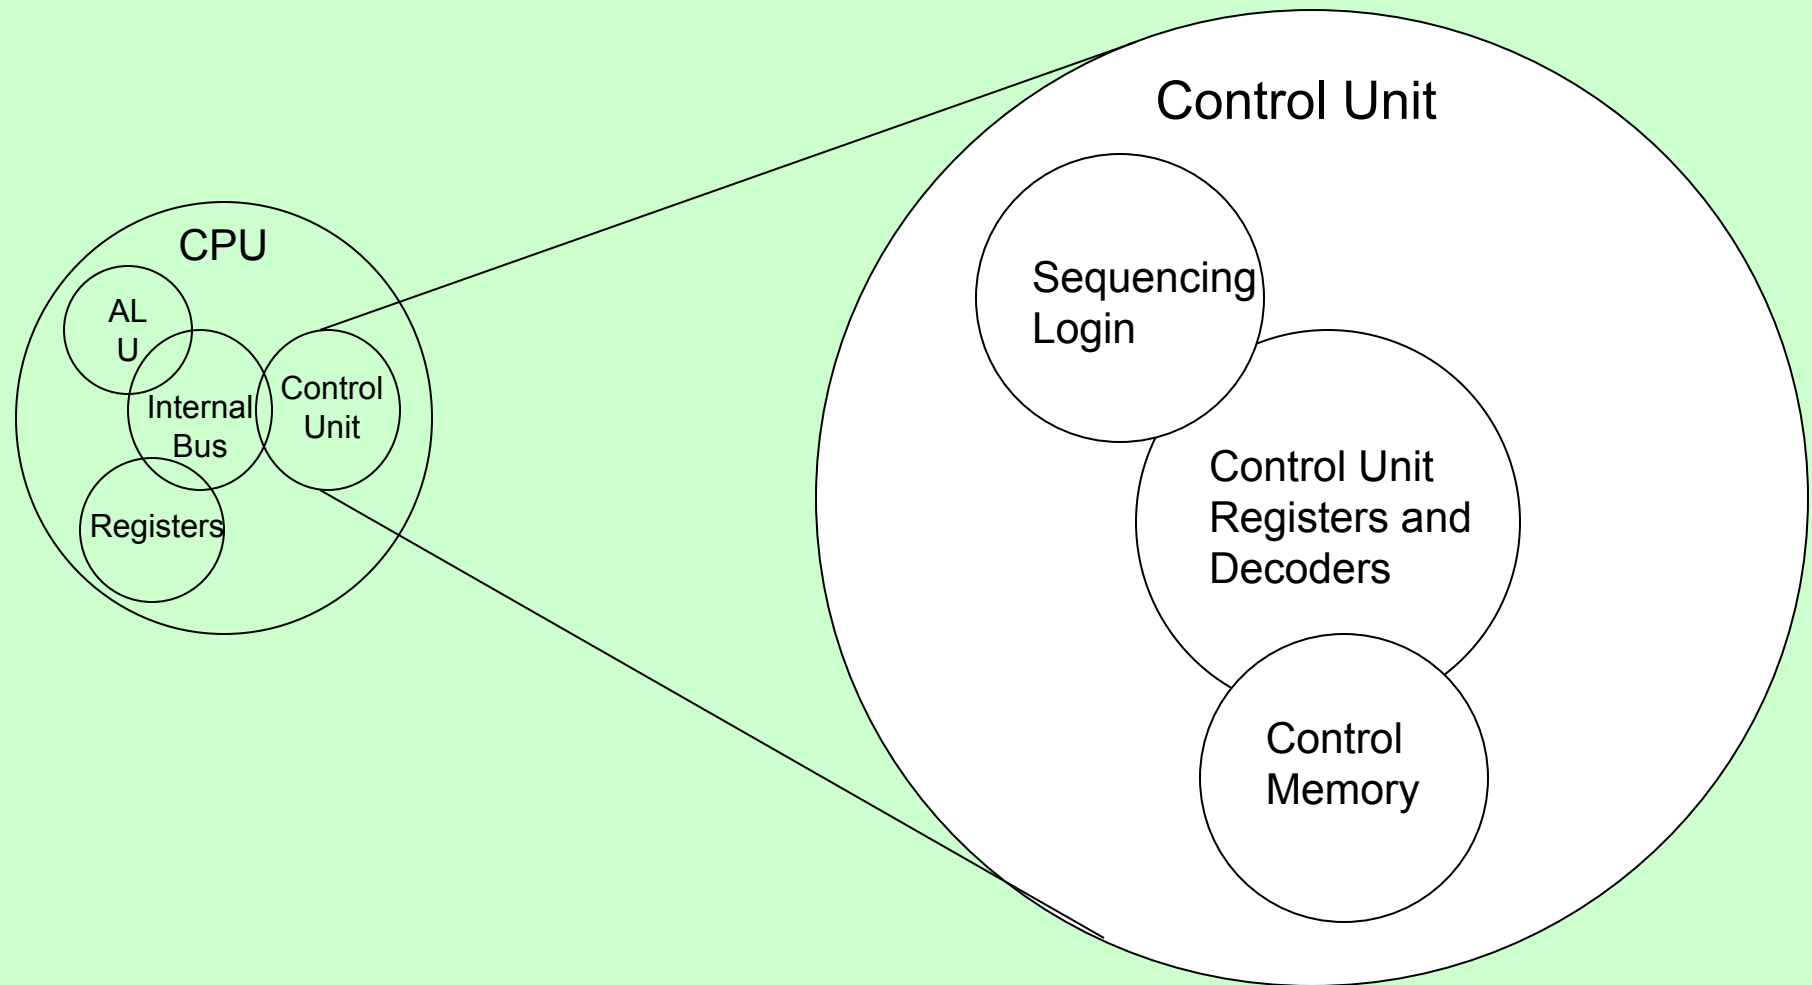 CPU
AL
U
Internal
Bus
Control
Unit
Registers
Control Unit
Sequencing
Login
Control Unit
Registers and
Decoders
Control
Memory